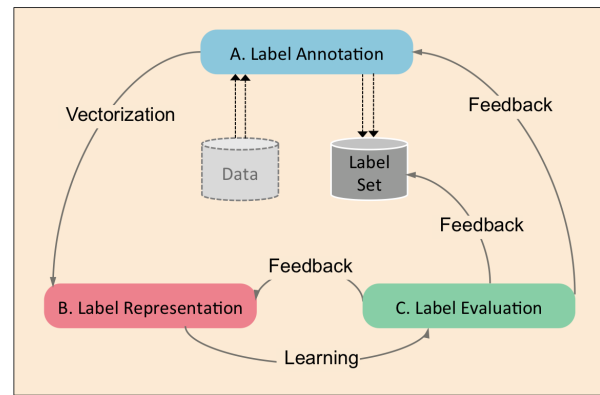 A. Label Annotation
Vectorization
Feedback
Data
Label
Set
Feedback
Feedback
B. Label Representation
C. Label Evaluation
Learning